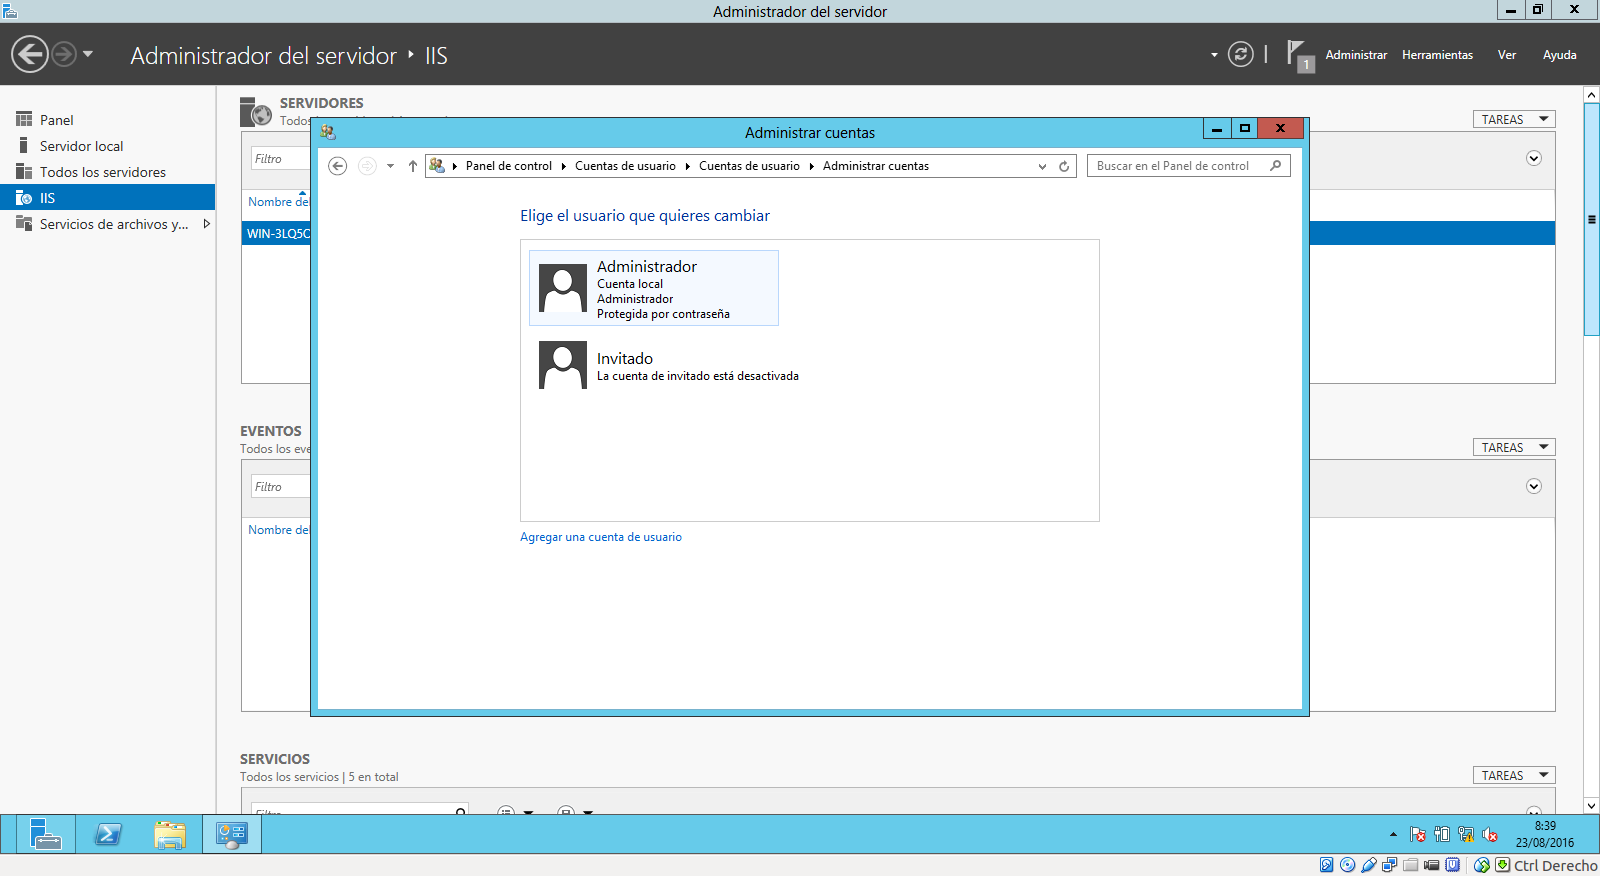 Administrador del servidor
Administrador del servidor ‣ IIS
1
Administrar
Herramientas
Ver
Ayuda
Panel
Servidor local
Todos los servidores
IIS
Servicios de archivos y...
SERVIDORES
TAREAS
Filtro
WIN-3LQ5
Administrar cuentas
Panel de control
Cuentas de usuario
Cuentas de usuario
Administrar cuentas
Buscar en el Panel de control
Elige el usuario que quieres cambiar
Administrador
Cuenta local
Administrador
Protegida por contraseña
Invitado
La cuenta de invitado está desactivada
Agregar una cuenta de usuario
Nombre del
EVENTOS
Todos los eve
TAREAS
Filtro
Nombre del
SERVICIOS
Todos los servicios | 5 en total
TAREAS
Filtro
8:39
23/08/2016
Ctrl Derecho